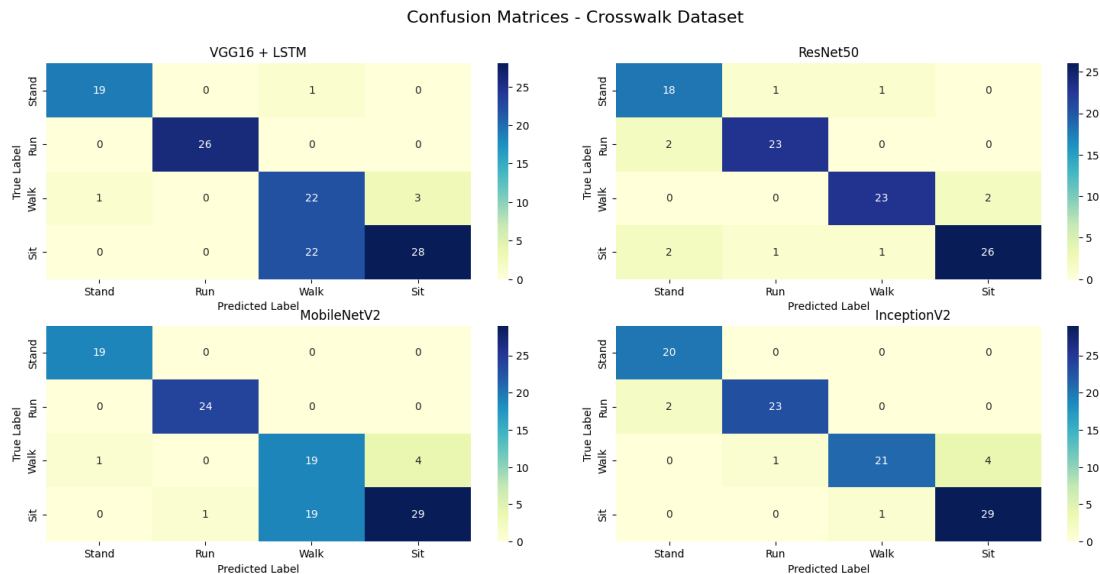 Confusion Matrices - Crosswalk Dataset
VGG16 + LSTM
True Label
Stand 19 0 1 0
Run 0 26 0 0
Walk 1 0 22 3
Sit 0 0 22 28
Stand Run Walk Sit
Predicted Label
25
20
15
10
5
0
ResNet50
True Label
Stand 18 1 1 0
Run 2 23 0 0
Walk 0 0 23 2
Sit 2 1 1 26
Stand Run Walk Sit
Predicted Label
25
20
15
10
5
0
MobileNetV2
True Label
Stand 19 0 0 0
Run 0 24 0 0
Walk 1 0 19 4
Sit 0 1 19 29
Stand Run Walk Sit
Predicted Label
25
20
15
10
5
0
InceptionV2
True Label
Stand 20 0 0 0
Run 2 23 0 0
Walk 0 1 21 4
Sit 0 0 1 29
Stand Run Walk Sit
Predicted Label
25
20
15
10
5
0